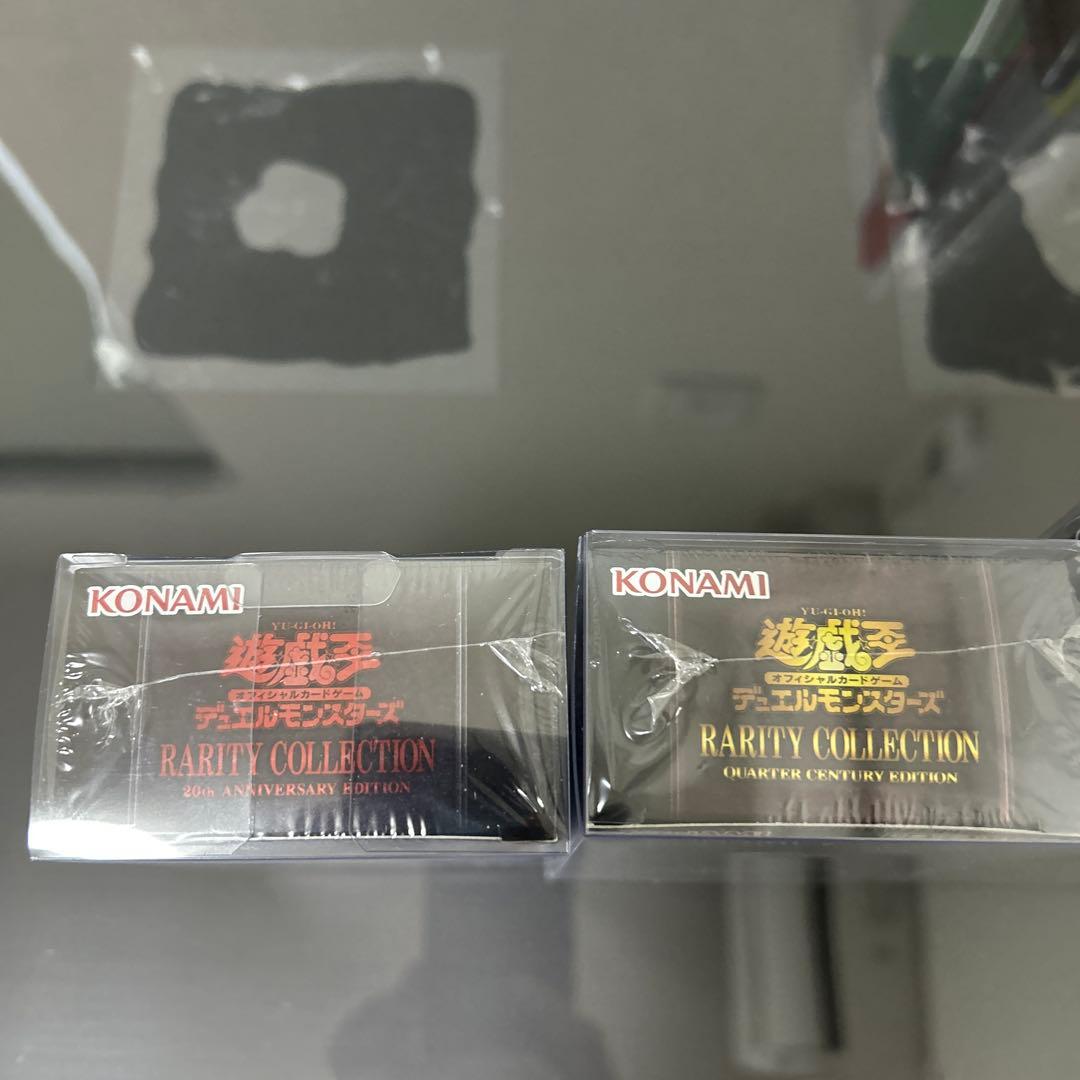 KONAMI
YU-GI-OH!
遊戯王
オフィシャルカードゲーム
デュエルモンスターズ
RARITY COLLECTION
20th ANNIVERSARY EDITION
KONAMI
YU-GI-OH!
遊戯王
オフィシャルカードゲーム
デュエルモンスターズ
RARITY COLLECTION
QUARTER CENTURY EDITION
KONAMI